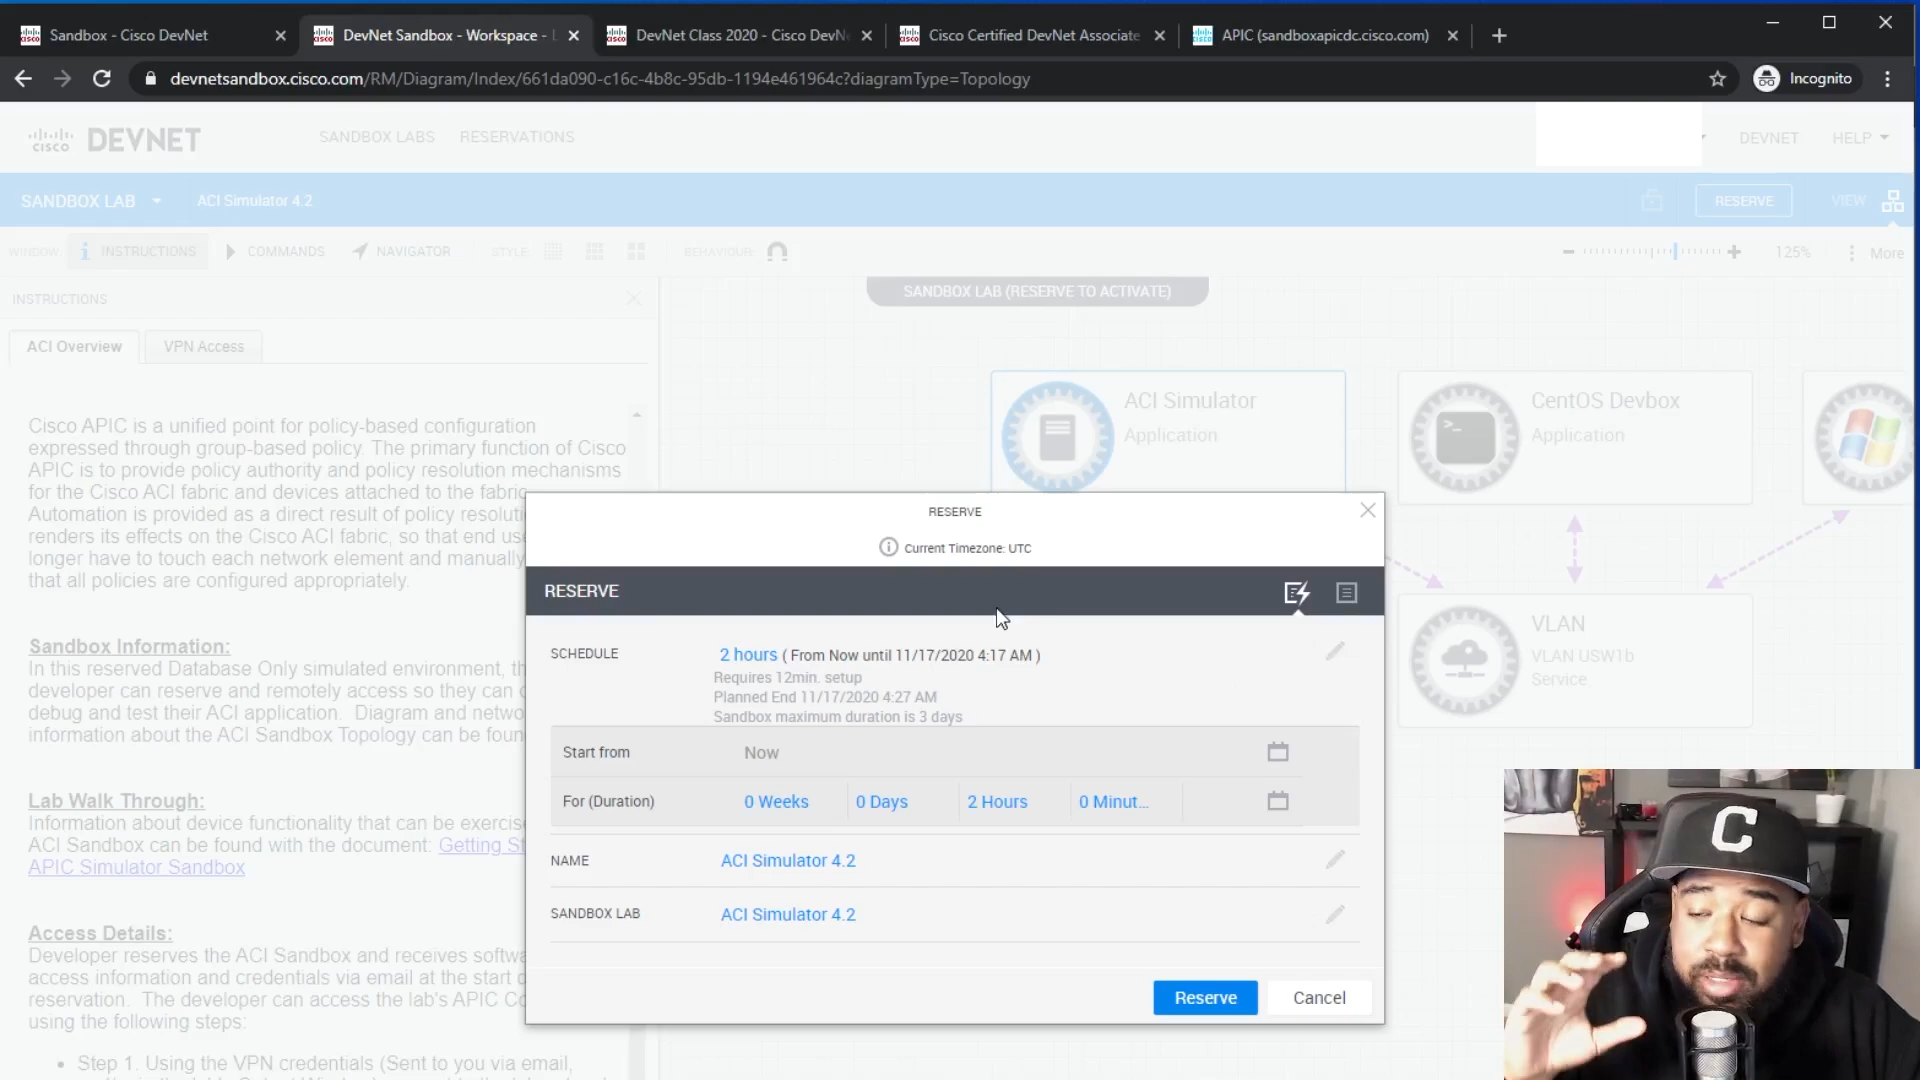 Sandbox - Cisco DevNet
DevNet Sandbox - Workspace -
DevNet Class 2020 - Cisco DevN
Cisco Certified DevNet Associate
APIC (sandboxapicdc.cisco.com)
devnetsandbox.cisco.com/RM/Diagram/Index/661da090-c16c-4b8c-95db-1194e461964c?diagramType=Topology
Incognito
CISCO DEVNET
SANDBOX LABS RESERVATIONS
DEVNET HELP
SANDBOX LAB ACI Simulator 4.2
RESERVE VIEW
WINDOW: INSTRUCTIONS COMMANDS NAVIGATOR STYLE: BEHAVIOUR: 125% More
INSTRUCTIONS
SANDBOX LAB (RESERVE TO ACTIVATE)
ACI Overview VPN Access
Cisco APIC is a unified point for policy-based configuration
expressed through group-based policy. The primary function of Cisco
APIC is to provide policy authority and policy resolution mechanisms
for the Cisco ACI fabric and devices attached to the fabric.
Automation is provided as a direct result of policy resoluti
renders its effects on the Cisco ACI fabric, so that end use
longer have to touch each network element and manually
that all policies are configured appropriately.
Sandbox Information:
In this reserved Database Only simulated environment, th
developer can reserve and remotely access so they can
debug and test their ACI application. Diagram and netwo
information about the ACI Sandbox Topology can be foun
Lab Walk Through:
Information about device functionality that can be exercise
ACI Sandbox can be found with the document: Getting St
APIC Simulator Sandbox
Access Details:
Developer reserves the ACI Sandbox and receives softwa
access information and credentials via email at the start
reservation. The developer can access the lab's APIC Co
using the following steps:
• Step 1. Using the VPN credentials (Sent to you via email,
ACI Simulator
Application
CentOS Devbox
Application
VLAN
VLAN USW1b
Service
RESERVE
Current Timezone: UTC
RESERVE
SCHEDULE
2 hours ( From Now until 11/17/2020 4:17 AM )
Requires 12min. setup
Planned End 11/17/2020 4:27 AM
Sandbox maximum duration is 3 days
Start from Now
For (Duration) 0 Weeks 0 Days 2 Hours 0 Minut...
NAME ACI Simulator 4.2
SANDBOX LAB ACI Simulator 4.2
Reserve Cancel
C